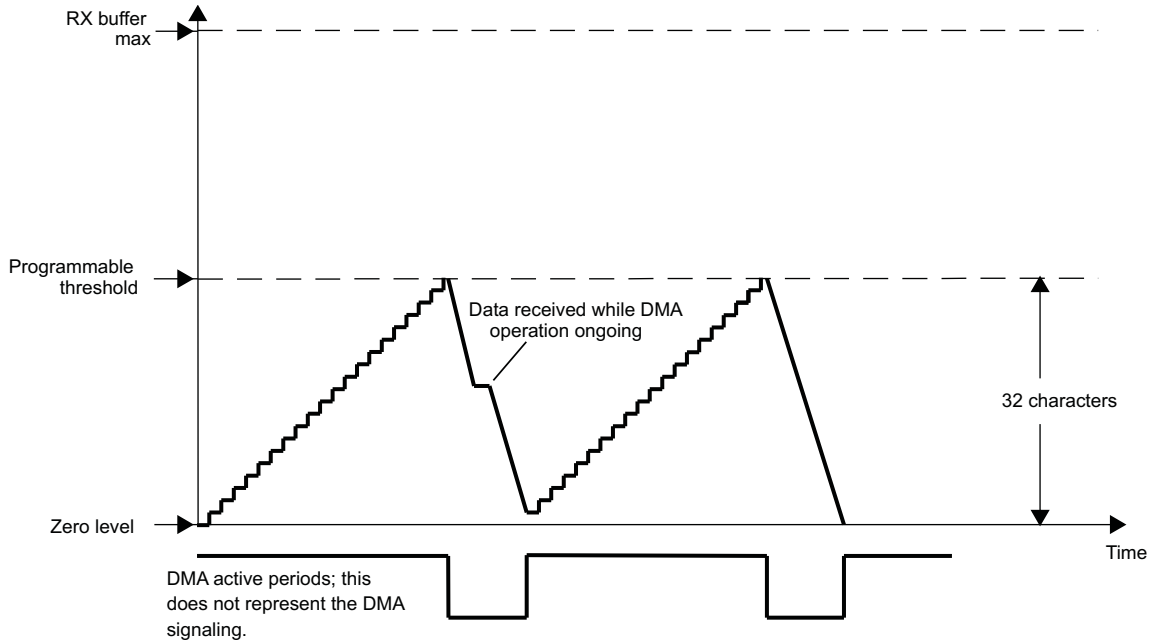 RX buffer
max
Programmable
threshold
Data received while DMA
operation ongoing
32 characters
Zero level
Time
DMA active periods; this
does not represent the DMA
signaling.